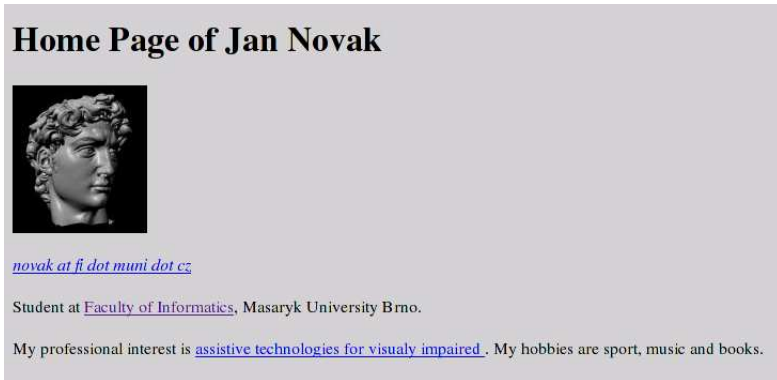 Home Page of Jan Novak
novak at fi dot muni dot cz
Student at Faculty of Informatics, Masaryk University Brno.
My professional interest is assistive technologies for visualy impaired . My hobbies are sport, music and books.